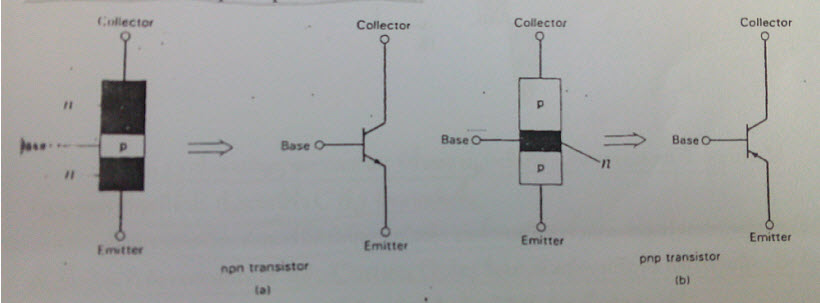 Collector
n
p
n
Emitter
npn transistor
(a)
Collector
Base
Emitter
Collector
p
Base
n
p
Emitter
pnp transistor
(b)
Collector
Base
Emitter